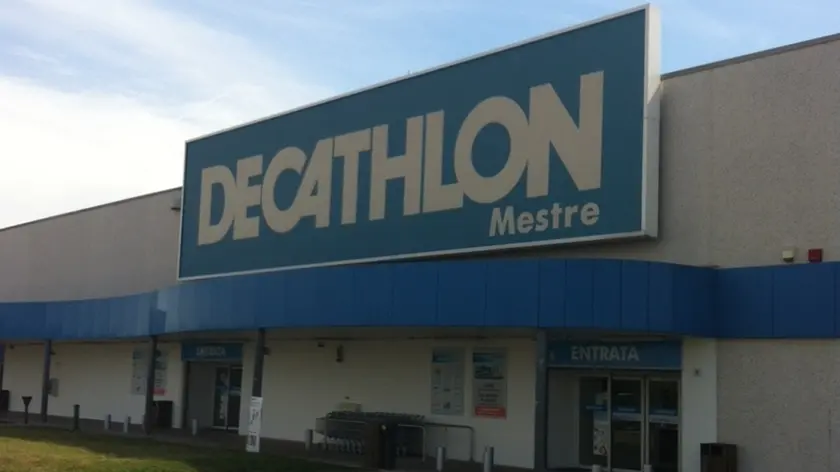 DECATHLON
Mestre
ENTRATA